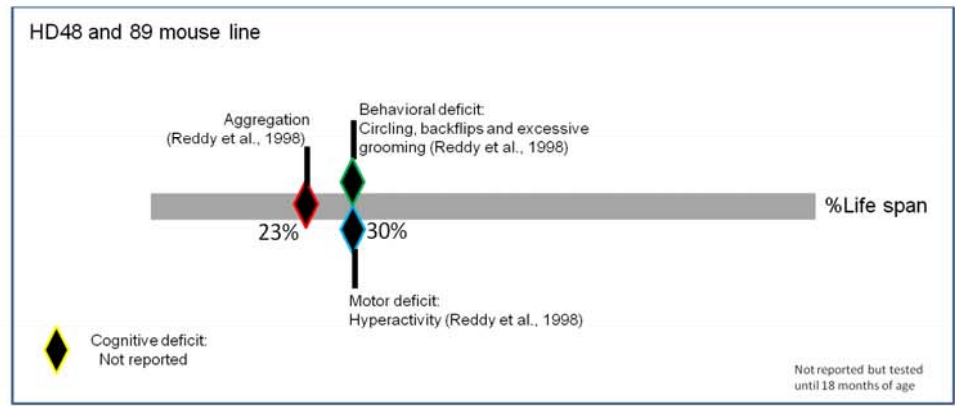 HD48 and 89 mouse line
Aggregation
(Reddy et al., 1998)
Behavioral deficit:
Circling, backflips and excessive
grooming (Reddy et al., 1998)
%Life span
23%
30%
Motor deficit:
Hyperactivity (Reddy et al., 1998)
Cognitive deficit:
Not reported
Not reported but tested
until 18 months of age